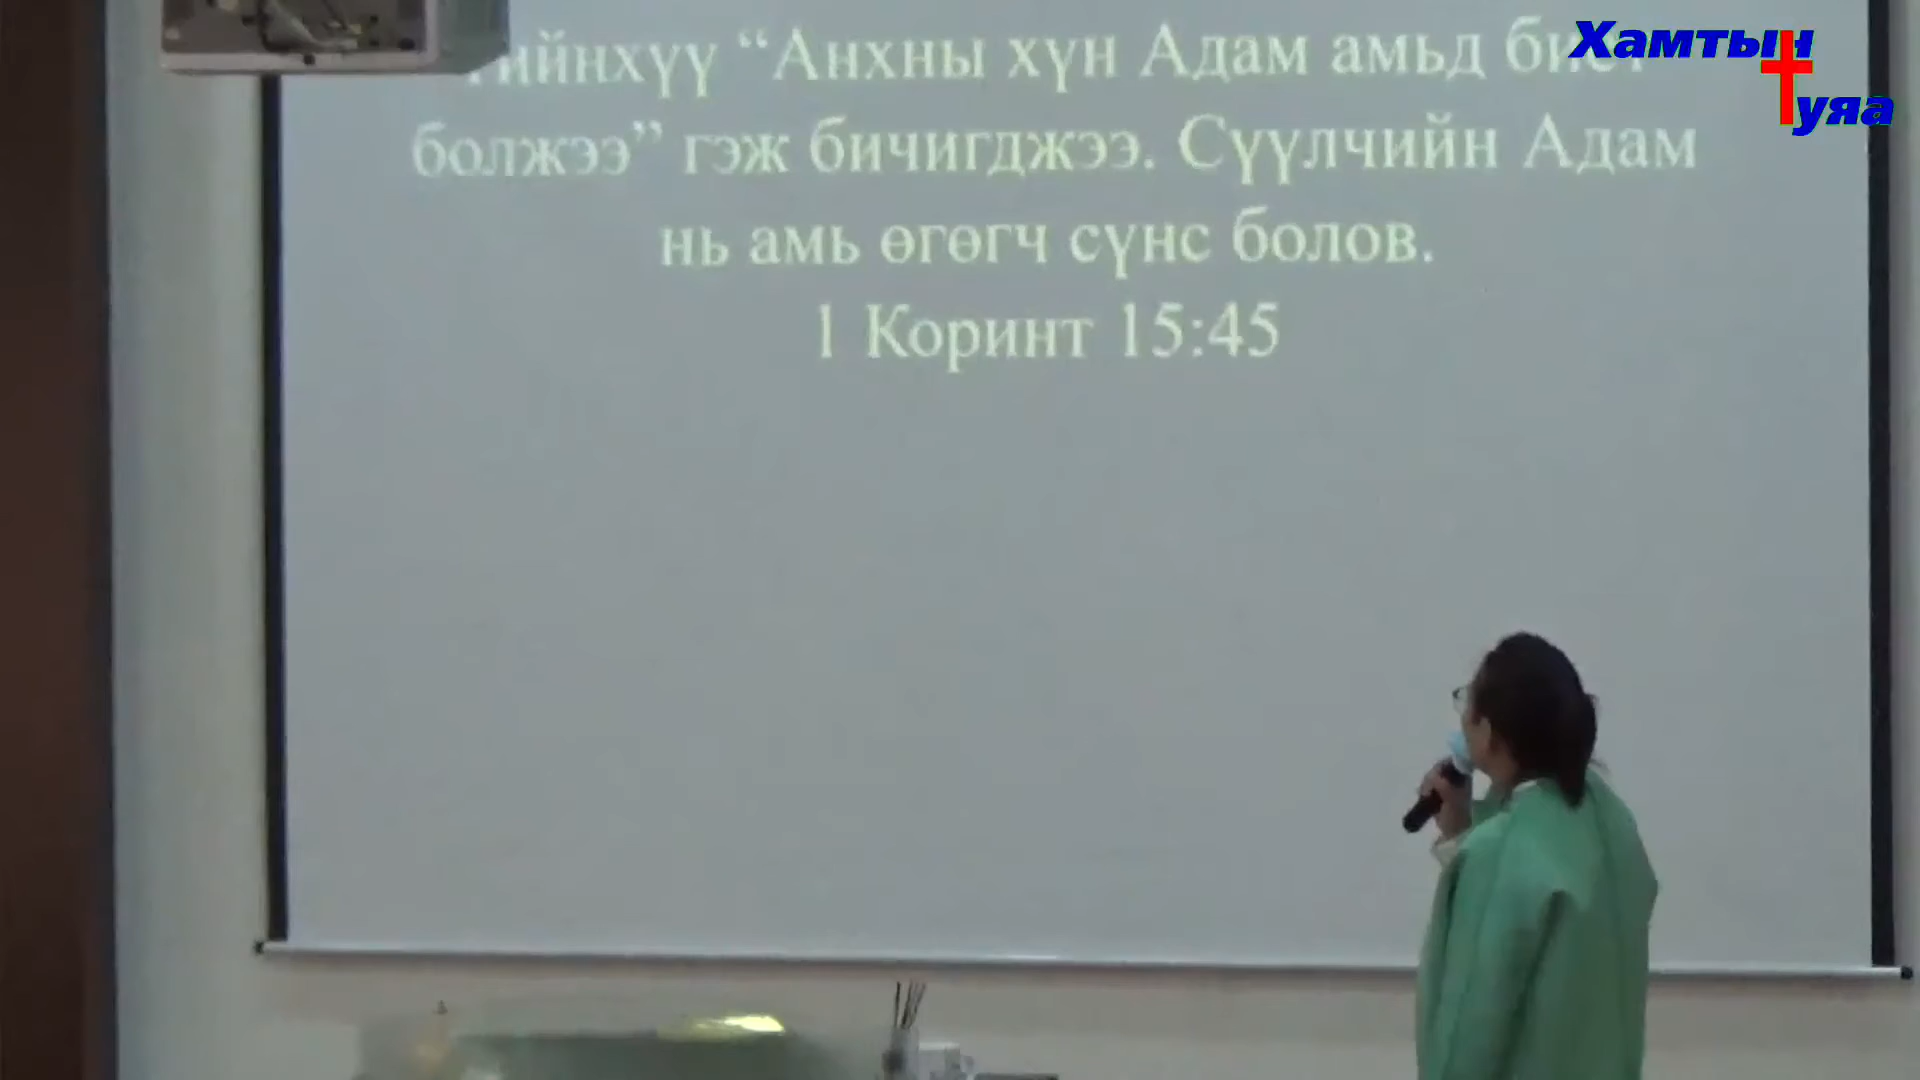 “Анхны хүн Адам амьд
болжээ” гэж бичигджээ. Сүүлчийн Адам
нь амь өгөгч сүнс болов.
1 Коринт 15:45
Хамтын
Туяа